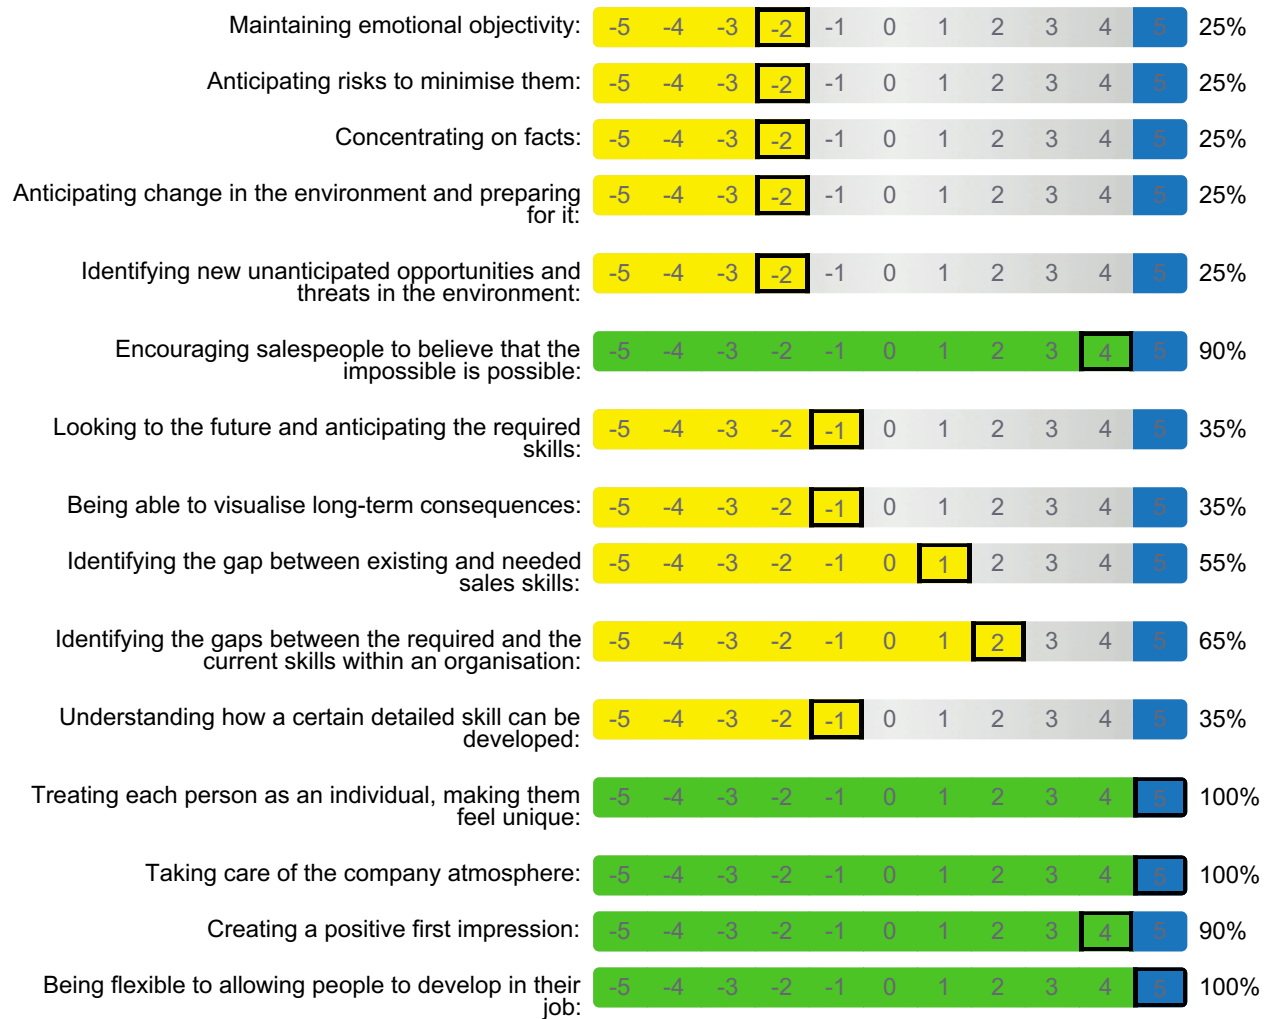 Maintaining emotional objectivity: -5 -4 -3 -2 -1 0 1 2 3 4 5 25%
Anticipating risks to minimise them: -5 -4 -3 -2 -1 0 1 2 3 4 5 25%
Concentrating on facts: -5 -4 -3 -2 -1 0 1 2 3 4 5 25%
Anticipating change in the environment and preparing
for it: -5 -4 -3 -2 -1 0 1 2 3 4 5 25%
Identifying new unanticipated opportunities and
threats in the environment: -5 -4 -3 -2 -1 0 1 2 3 4 5 25%
Encouraging salespeople to believe that the
impossible is possible: -5 -4 -3 -2 -1 0 1 2 3 4 5 90%
Looking to the future and anticipating the required
skills: -5 -4 -3 -2 -1 0 1 2 3 4 5 35%
Being able to visualise long-term consequences: -5 -4 -3 -2 -1 0 1 2 3 4 5 35%
Identifying the gap between existing and needed
sales skills: -5 -4 -3 -2 -1 0 1 2 3 4 5 55%
Identifying the gaps between the required and the
current skills within an organisation: -5 -4 -3 -2 -1 0 1 2 3 4 5 65%
Understanding how a certain detailed skill can be
developed: -5 -4 -3 -2 -1 0 1 2 3 4 5 35%
Treating each person as an individual, making them
feel unique: -5 -4 -3 -2 -1 0 1 2 3 4 5 100%
Taking care of the company atmosphere: -5 -4 -3 -2 -1 0 1 2 3 4 5 100%
Creating a positive first impression: -5 -4 -3 -2 -1 0 1 2 3 4 5 90%
Being flexible to allowing people to develop in their
job: -5 -4 -3 -2 -1 0 1 2 3 4 5 100%